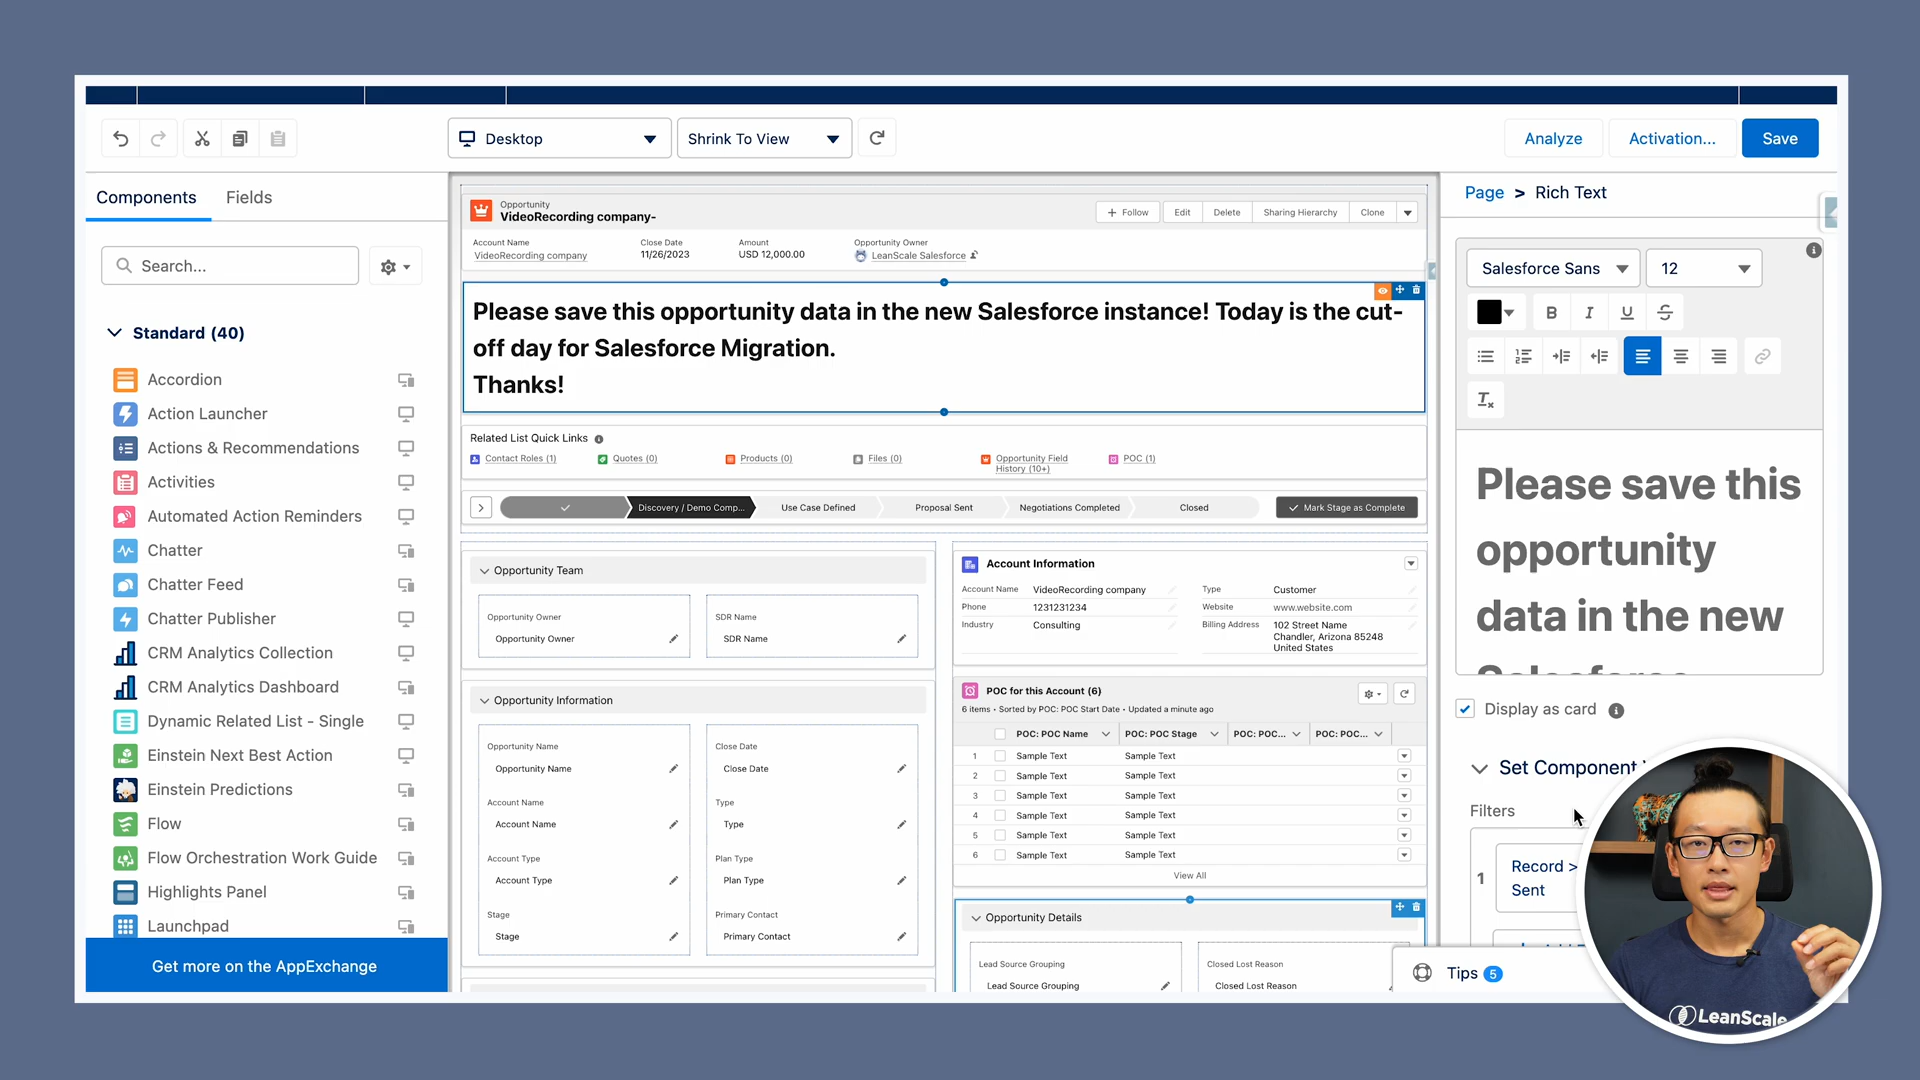 Desktop
Shrink To View
Analyze
Activation...
Save
Components
Fields
Search...
Standard (40)
Accordion
Action Launcher
Actions & Recommendations
Activities
Automated Action Reminders
Chatter
Chatter Feed
Chatter Publisher
CRM Analytics Collection
CRM Analytics Dashboard
Dynamic Related List - Single
Einstein Next Best Action
Einstein Predictions
Flow
Flow Orchestration Work Guide
Highlights Panel
Launchpad
Get more on the AppExchange
Opportunity
VideoRecording company-
Follow
Edit
Delete
Sharing Hierarchy
Clone
Account Name
VideoRecording company
Close Date
11/26/2023
Amount
USD 12,000.00
Opportunity Owner
LeanScale Salesforce
Please save this opportunity data in the new Salesforce instance! Today is the cut-
off day for Salesforce Migration.
Thanks!
Related List Quick Links
Contact Roles (1)
Quotes (0)
Products (0)
Files (0)
Opportunity Field
History (10+)
POC (1)
Discovery / Demo Comp...
Use Case Defined
Proposal Sent
Negotiations Completed
Closed
Mark Stage as Complete
Opportunity Team
Opportunity Owner
Opportunity Owner
SDR Name
SDR Name
Opportunity Information
Opportunity Name
Opportunity Name
Close Date
Close Date
Account Name
Account Name
Type
Type
Account Type
Account Type
Plan Type
Plan Type
Stage
Stage
Primary Contact
Primary Contact
Account Information
Account Name VideoRecording company
Phone 1231231234
Industry Consulting
Type Customer
Website www.website.com
Billing Address 102 Street Name
Chandler, Arizona 85248
United States
POC for this Account (6)
6 items • Sorted by POC: POC Start Date • Updated a minute ago
POC: POC Name POC: POC Stage POC: POC... POC: POC...
1 Sample Text Sample Text
2 Sample Text Sample Text
3 Sample Text Sample Text
4 Sample Text Sample Text
5 Sample Text Sample Text
6 Sample Text Sample Text
View All
Opportunity Details
Lead Source Grouping
Lead Source Grouping
Closed Lost Reason
Closed Lost Reason
Page > Rich Text
Salesforce Sans
12
B I U S
Please save this
opportunity
data in the new
Salesforce
Display as card
Set Component
Filters
1
Record >
Sent
Tips 5
LeanScale